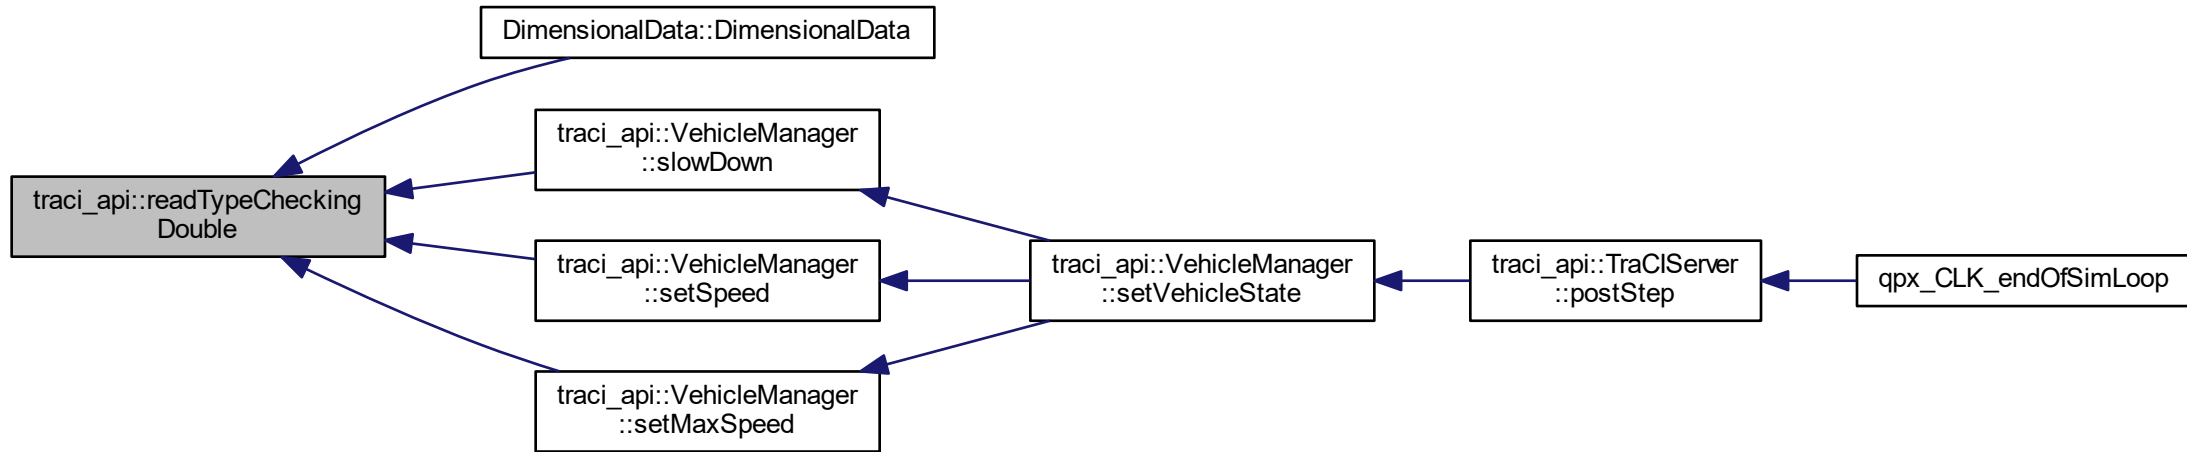 DimensionalData::DimensionalData
traci_api::VehicleManager
::slowDown
traci_api::readTypeChecking
Double
traci_api::VehicleManager
::setSpeed
traci_api::VehicleManager
::setMaxSpeed
traci_api::VehicleManager
::setVehicleState
traci_api::TraCIServer
::postStep
qpx_CLK_endOfSimLoop